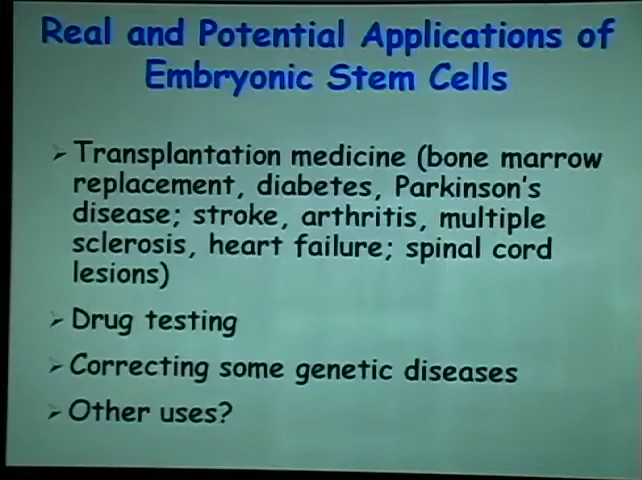 Real and Potential Applications of
Embryonic Stem Cells
➢ Transplantation medicine (bone marrow
replacement, diabetes, Parkinson's
disease; stroke, arthritis, multiple
sclerosis, heart failure; spinal cord
lesions)
➢ Drug testing
➢ Correcting some genetic diseases
➢ Other uses?